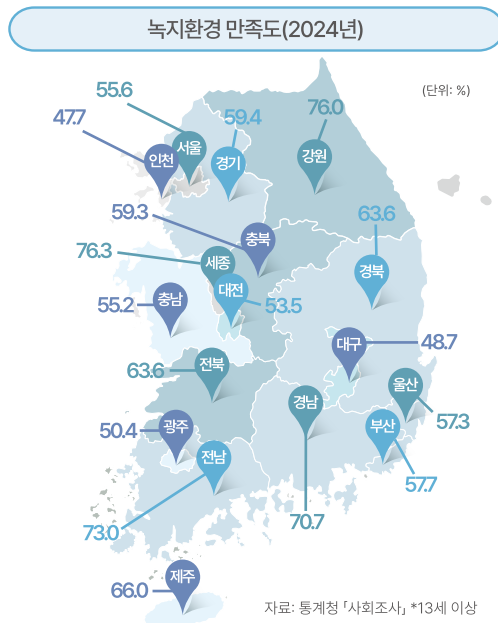 녹지환경 만족도(2024년)
(단위: %)
55.6
서울
47.7
인천
59.4
경기
76.0
강원
59.3
충북
76.3
세종
63.6
경북
55.2
충남
대전
53.5
대구
48.7
63.6
전북
경남
70.7
울산
57.3
50.4
광주
부산
57.7
전남
73.0
제주
66.0
자료: 통계청 「사회조사」 *13세 이상